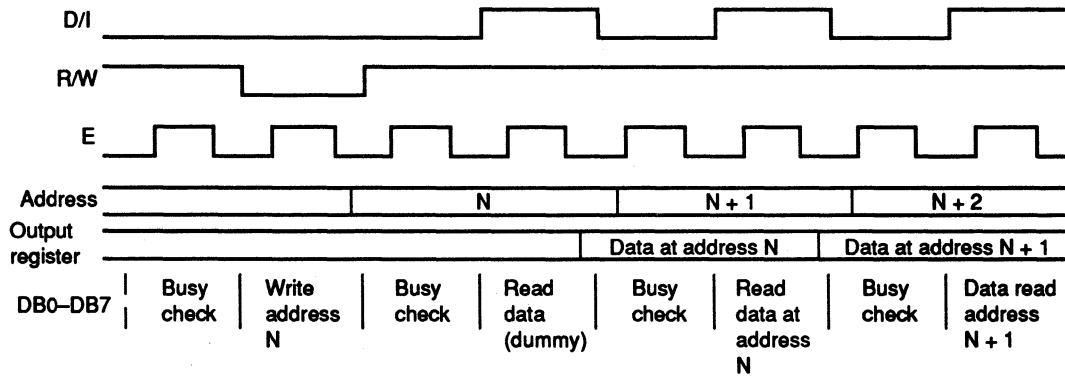 D/I
R/W
E
Address
N
N + 1
N + 2
Output
register
Data at address N
Data at address N + 1
DB0–DB7
Busy
check
Write
address
N
Busy
check
Read
data
(dummy)
Busy
check
Read
data at
address
N
Busy
check
Data read
address
N + 1